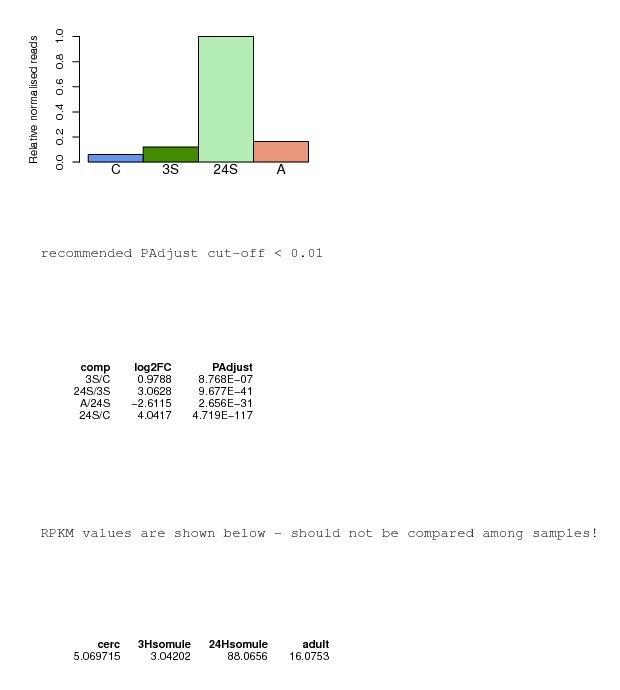 Relative normalised reads
1.0
0.8
0.6
0.4
0.2
0.0
C 3S 24S A
recommended PAdjust cut-off < 0.01
comp log2FC PAdjust
3S/C 0.9788 8.768E-07
24S/3S 3.0628 9.677E-41
A/24S -2.6115 2.656E-31
24S/C 4.0417 4.719E-117
RPKM values are shown below - should not be compared among samples!
cerc 3Hsomule 24Hsomule adult
5.069715 3.04202 88.0656 16.0753